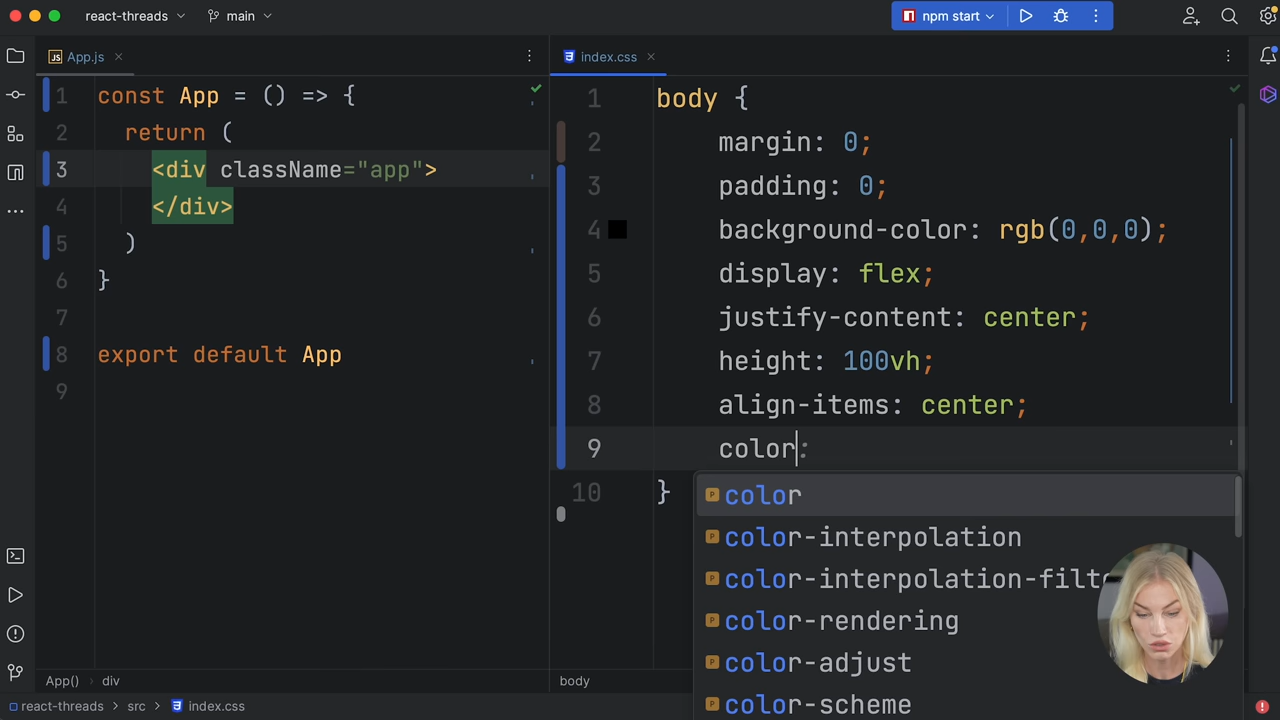 react-threads
main
npm start
App.js
index.css
1 const App = () => {
2 return (
3 <div className="app">
4 </div>
5 )
6 }
7
8 export default App
9
1 body {
2 margin: 0;
3 padding: 0;
4 background-color: rgb(0,0,0);
5 display: flex;
6 justify-content: center;
7 height: 100vh;
8 align-items: center;
9 color:
10 }
color
color-interpolation
color-interpolation-filte
color-rendering
color-adjust
color-scheme
App() › div
body
react-threads › src › index.css